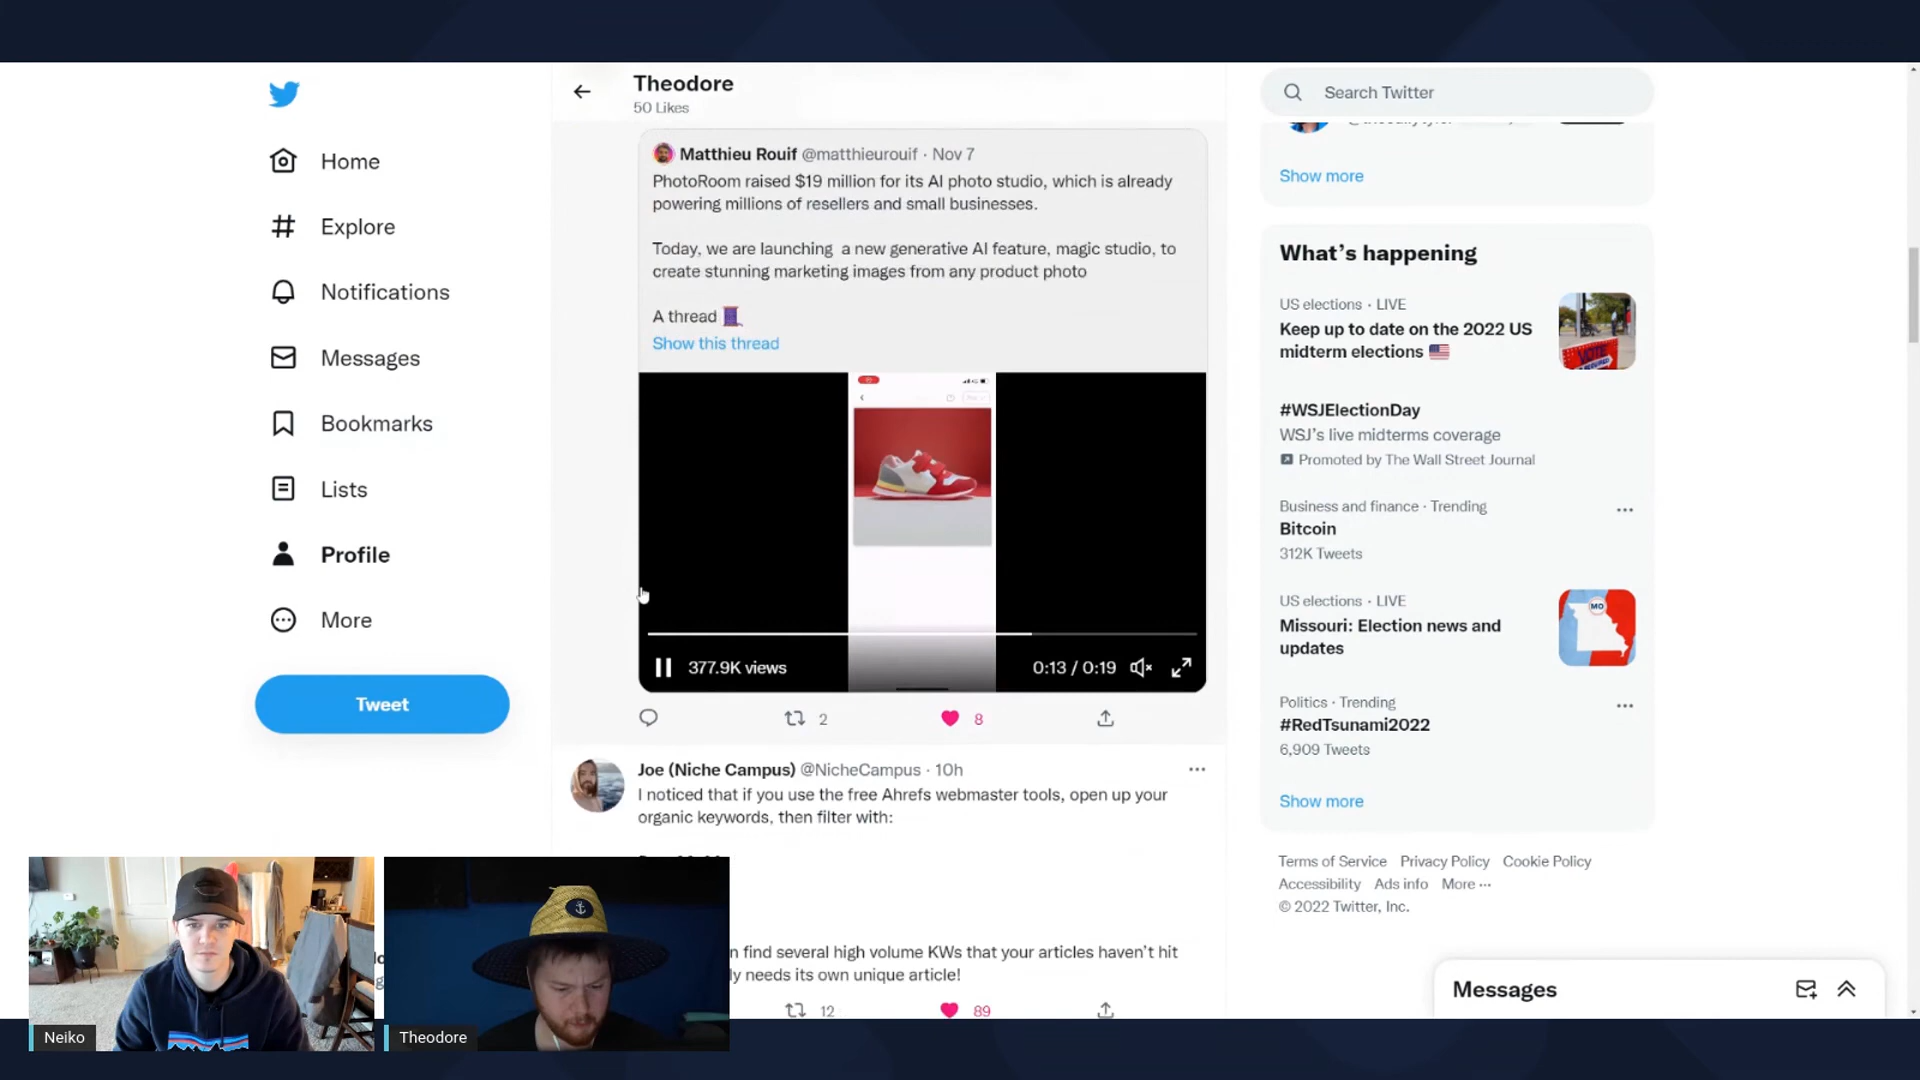 Theodore
50 Likes
Search Twitter
Home
Explore
Notifications
Messages
Bookmarks
Lists
Profile
More
Tweet
Matthieu Rouif @matthieurouif · Nov 7
PhotoRoom raised $19 million for its AI photo studio, which is already
powering millions of resellers and small businesses.
Today, we are launching a new generative AI feature, magic studio, to
create stunning marketing images from any product photo
A thread 🧵
Show this thread
377.9K views
0:13 / 0:19
2
8
Joe (Niche Campus) @NicheCampus · 10h
I noticed that if you use the free Ahrefs webmaster tools, open up your
organic keywords, then filter with:
n find several high volume KWs that your articles haven't hit
ly needs its own unique article!
12
89
Show more
What's happening
US elections · LIVE
Keep up to date on the 2022 US
midterm elections 🇺🇸
VOTE
#WSJElectionDay
WSJ's live midterms coverage
Promoted by The Wall Street Journal
Business and finance · Trending
Bitcoin
312K Tweets
US elections · LIVE
Missouri: Election news and
updates
MO
Politics · Trending
#RedTsunami2022
6,909 Tweets
Show more
Terms of Service Privacy Policy Cookie Policy
Accessibility Ads info More ···
© 2022 Twitter, Inc.
Messages
Neiko
Theodore